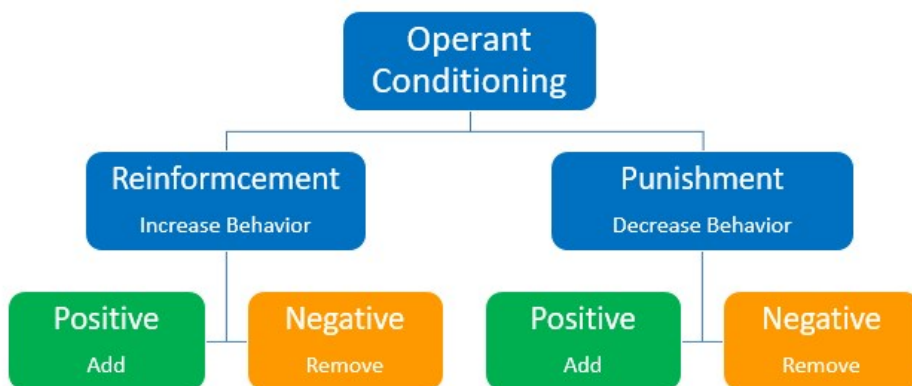 Operant
Conditioning
Reinformcement
Increase Behavior
Punishment
Decrease Behavior
Positive
Add
Negative
Remove
Positive
Add
Negative
Remove